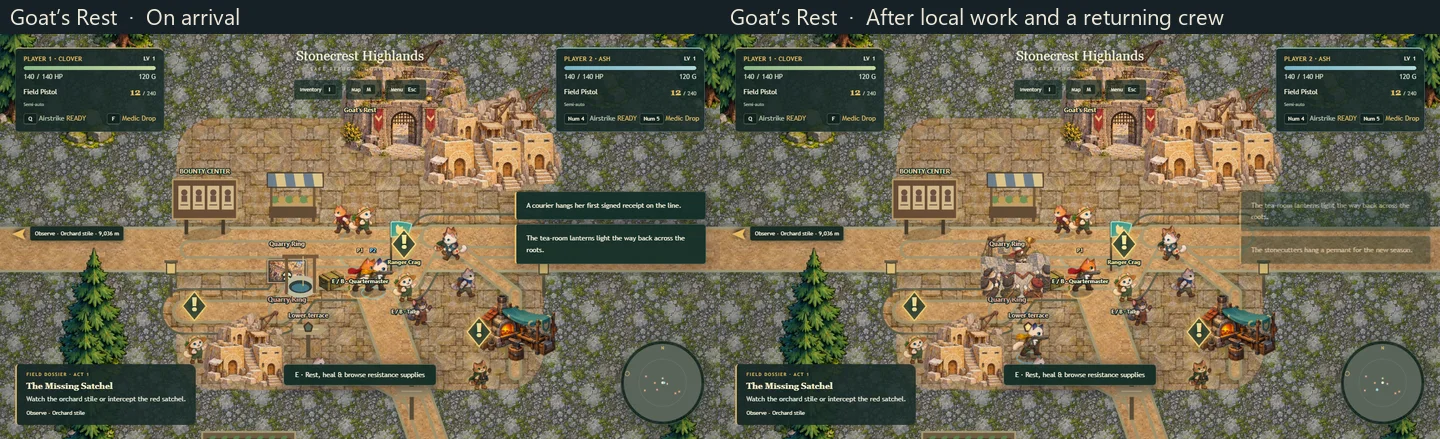 Goat's Rest · On arrival
PLAYER 1 · CLOVER
LV 1
140 / 140 HP
120 G
Field Pistol
12 / 240
Semi-auto
Q Airstrike READY
F Medic Drop
Stonecrest Highlands
Inventory I
Map M
Menu Esc
Goat's Rest
PLAYER 2 · ASH
LV 1
140 / 140 HP
120 G
Field Pistol
12 / 240
Num 4 Airstrike READY
Num 5 Medic Drop
BOUNTY CENTER
A courier hangs her first signed receipt on the line.
The tea-room lanterns light the way back across the
roots.
Observe · Orchard stile · 9,036 m
Quarry Ring
P1
P2
Ranger Crag
E / B · Quartermaster
Quarry Ring
Lower terrace
E / B · Talk
E · Rest, heal & browse resistance supplies
FIELD DOSSIER · ACT 1
The Missing Satchel
Watch the orchard stile or intercept the red satchel.
Observe · Orchard stile
Goat's Rest · After local work and a returning crew
PLAYER 1 · CLOVER
LV 1
140 / 140 HP
120 G
Field Pistol
12 / 240
Semi-auto
Q Airstrike READY
F Medic Drop
Stonecrest Highlands
Inventory I
Map M
Menu Esc
Goat's Rest
PLAYER 2 · ASH
LV 1
140 / 140 HP
120 G
Field Pistol
12 / 240
Num 4 Airstrike READY
Num 5 Medic Drop
BOUNTY CENTER
The tea-room lanterns light the way back across the
roots.
The stonecutters hang a pennant for the new season.
Observe · Orchard stile · 9,036 m
Quarry Ring
P1
Ranger Crag
E / B · Quartermaster
Quarry Ring
Lower terrace
E / B · Talk
E · Rest, heal & browse resistance supplies
FIELD DOSSIER · ACT 1
The Missing Satchel
Watch the orchard stile or intercept the red satchel.
Observe · Orchard stile